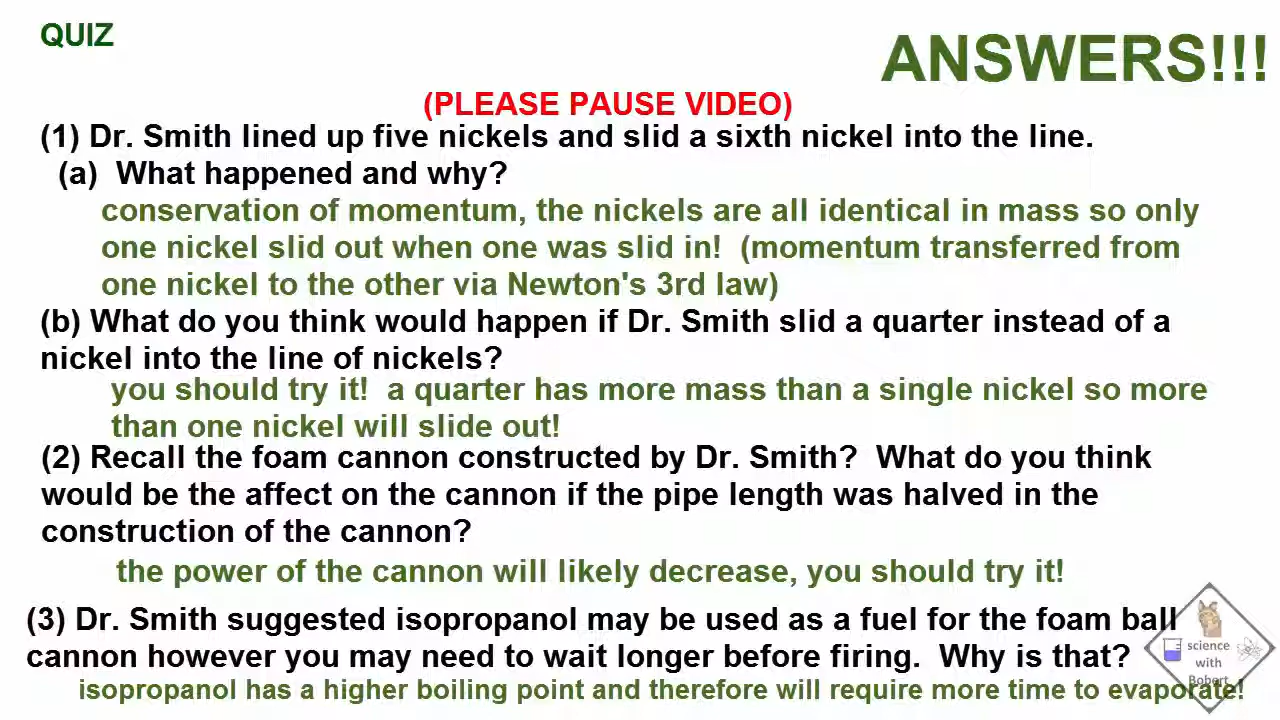 QUIZ
ANSWERS!!!
(PLEASE PAUSE VIDEO)
(1) Dr. Smith lined up five nickels and slid a sixth nickel into the line.
(a)  What happened and why?
conservation of momentum, the nickels are all identical in mass so only
one nickel slid out when one was slid in!  (momentum transferred from
one nickel to the other via Newton's 3rd law)
(b) What do you think would happen if Dr. Smith slid a quarter instead of a
nickel into the line of nickels?
you should try it!  a quarter has more mass than a single nickel so more
than one nickel will slide out!
(2) Recall the foam cannon constructed by Dr. Smith?  What do you think
would be the affect on the cannon if the pipe length was halved in the
construction of the cannon?
the power of the cannon will likely decrease, you should try it!
(3) Dr. Smith suggested isopropanol may be used as a fuel for the foam ball
cannon however you may need to wait longer before firing.  Why is that?
isopropanol has a higher boiling point and therefore will require more time to evaporate!
science
with
Bobert